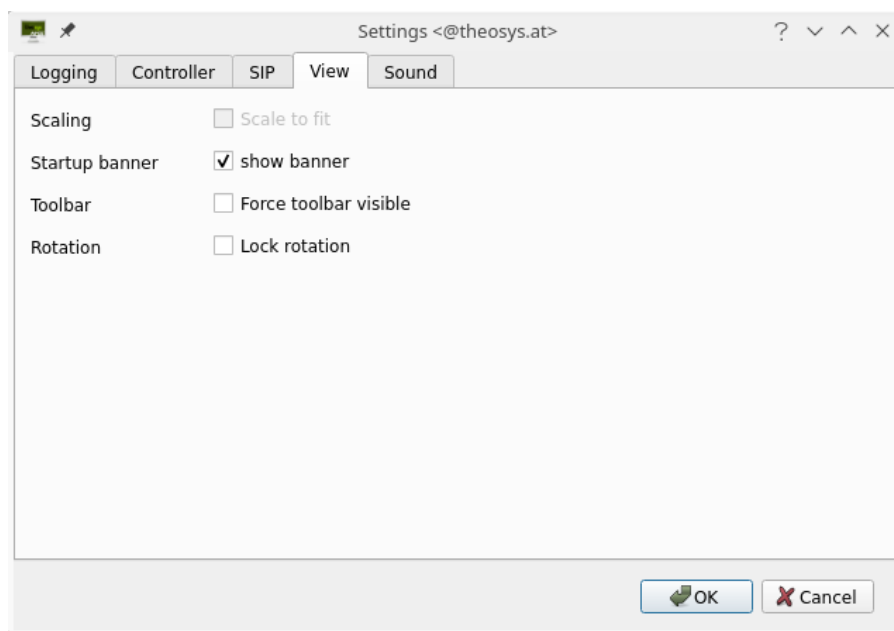 Settings <@theosys.at>
Logging Controller SIP View Sound
Scaling Scale to fit
Startup banner show banner
Toolbar Force toolbar visible
Rotation Lock rotation
OK Cancel